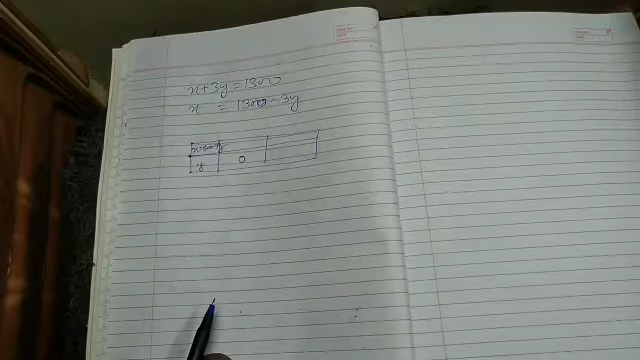 x+3y=1300
x = 1300-3y
y 0